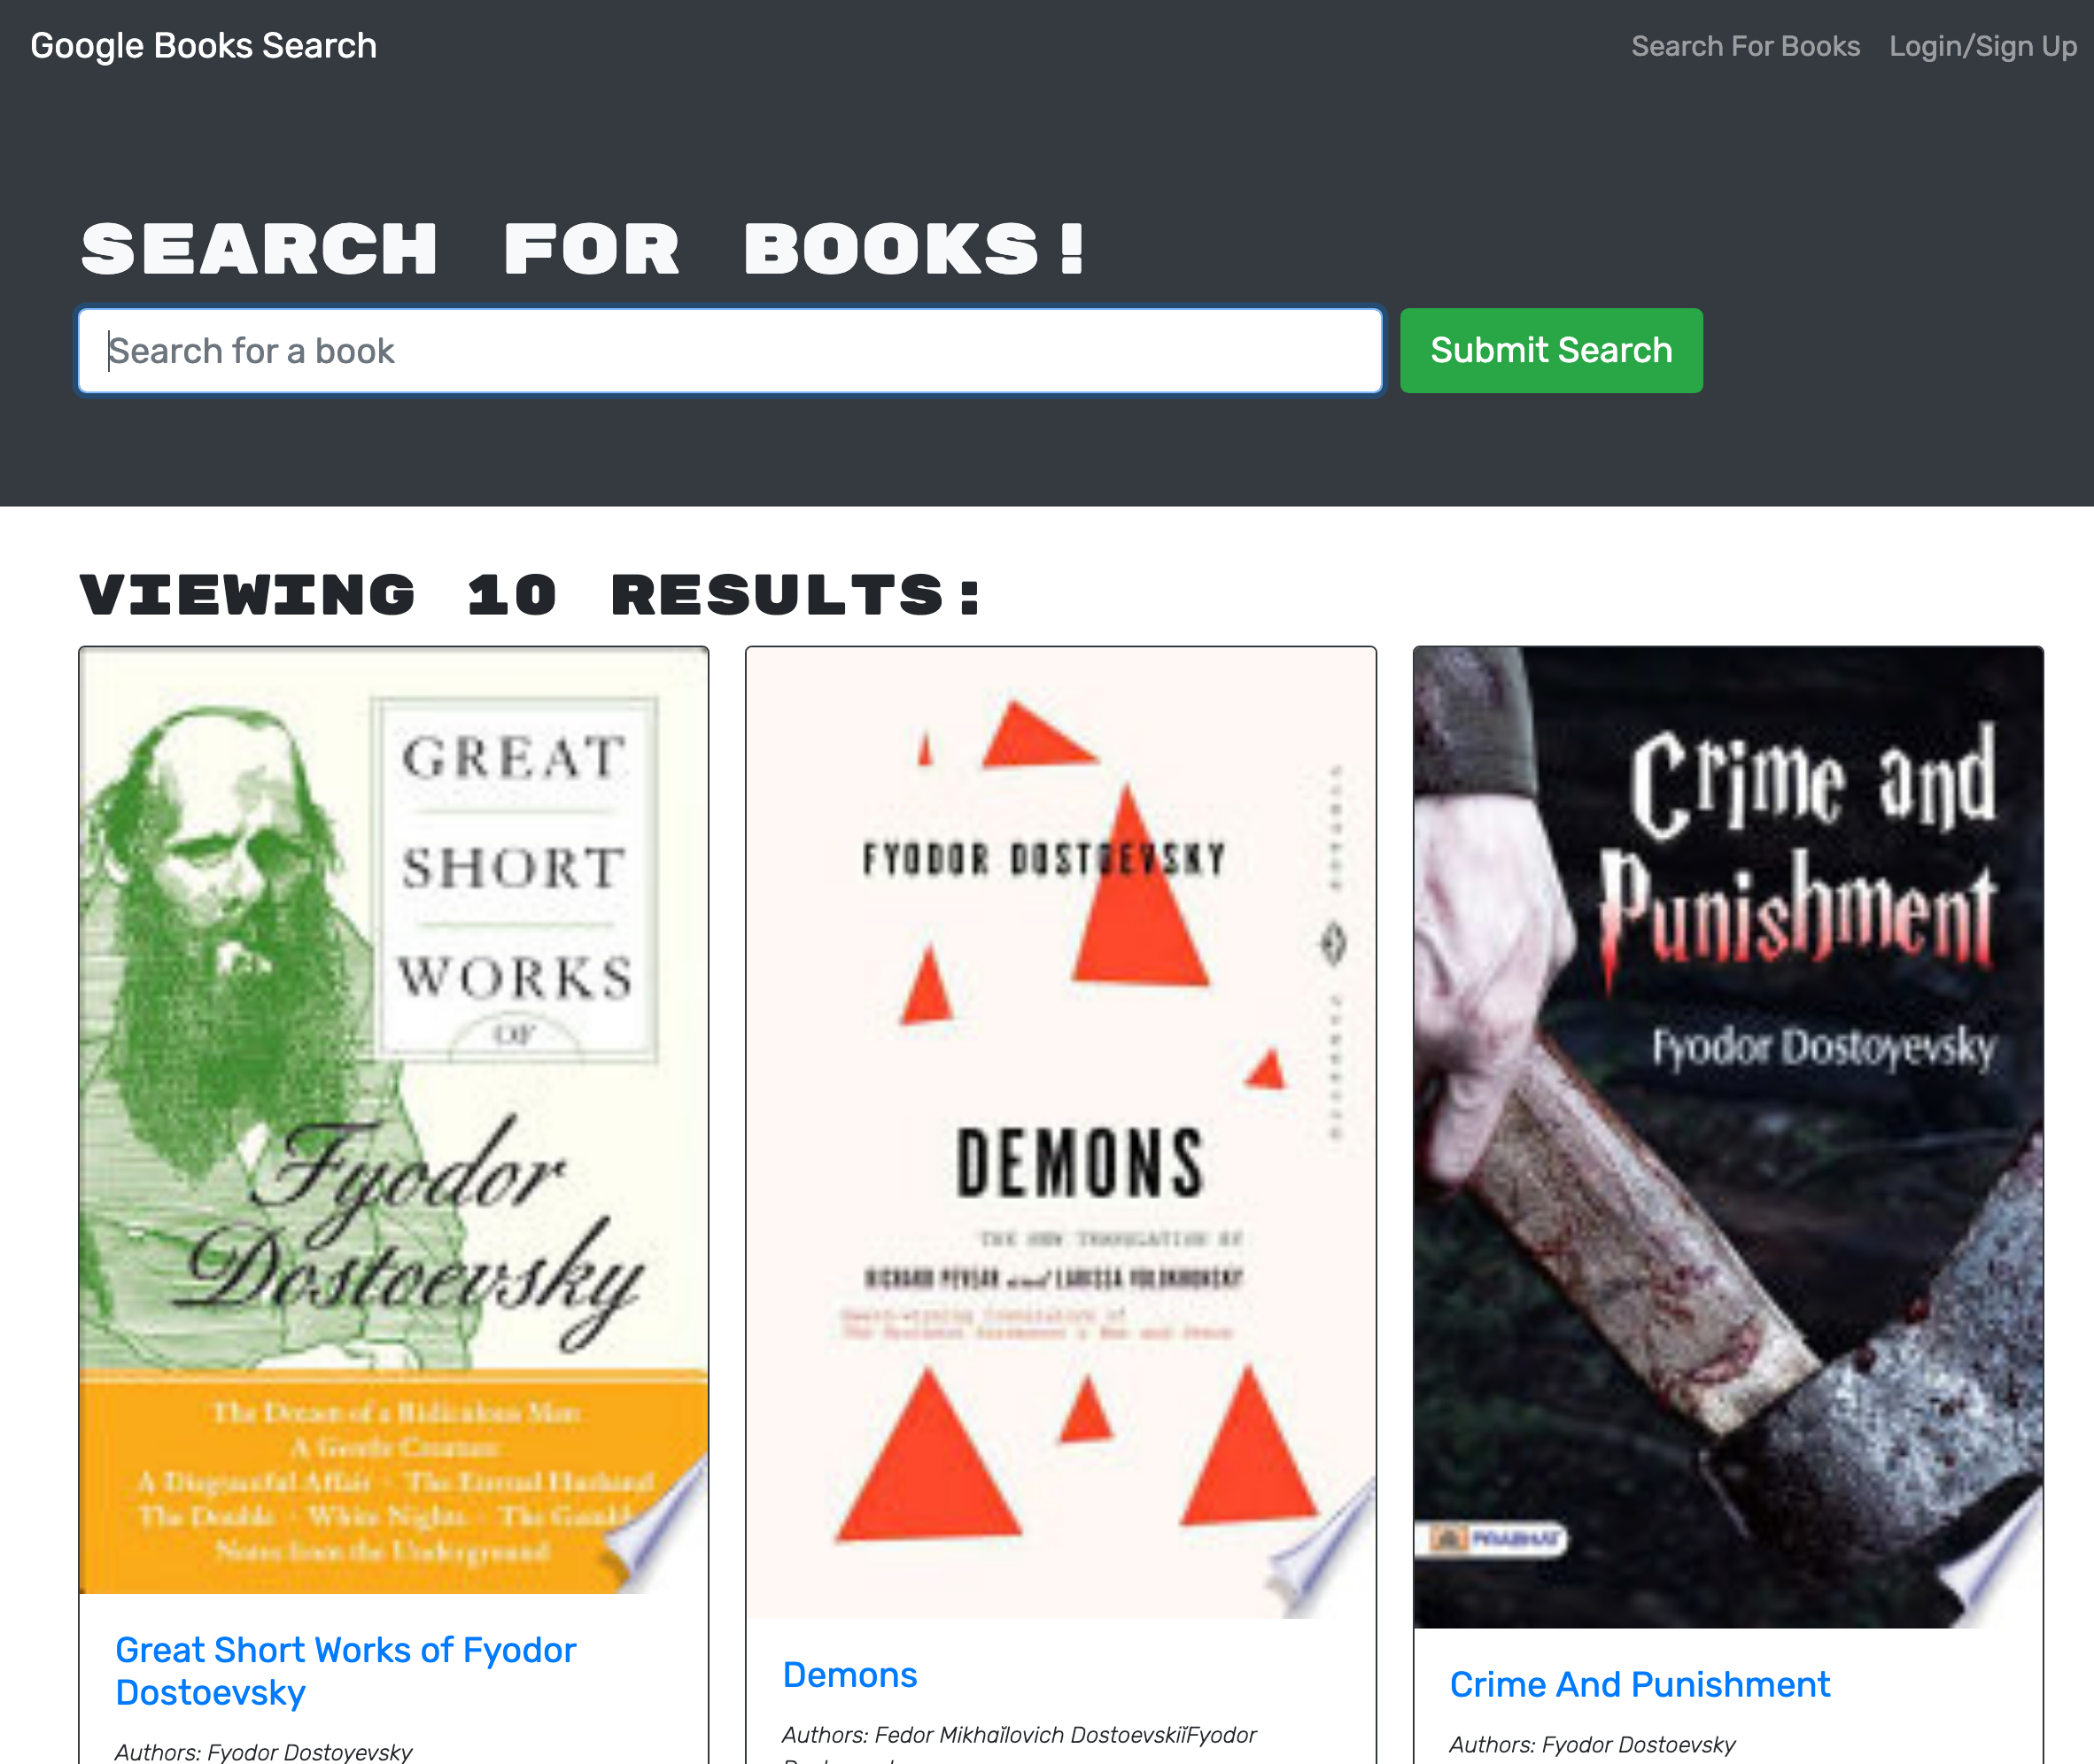 Google Books Search
Search For Books
Login/Sign Up
SEARCH FOR BOOKS!
Search for a book
Submit Search
VIEWING 10 RESULTS:
GREAT
SHORT
WORKS
OF
Fyodor
Dostoevsky
The Dream of a Ridiculous Man
A Gentle Creature
A Disgraceful Affair · The Eternal Husband
The Double · White Nights · The
Notes from the Underground
Great Short Works of Fyodor
Dostoevsky
Authors: Fyodor Dostoyevsky
FYODOR DOSTOEVSKY
DEMONS
THE NEW TRANSLATION BY
RICHARD PEVEAR and LARISSA VOLOKHONSKY
Demons
Authors: Fedor Mikhaĭlovich DostoevskiĭFyodor
Crime and
Punishment
Fyodor Dostoyevsky
PRABHAT
Crime And Punishment
Authors: Fyodor Dostoevsky